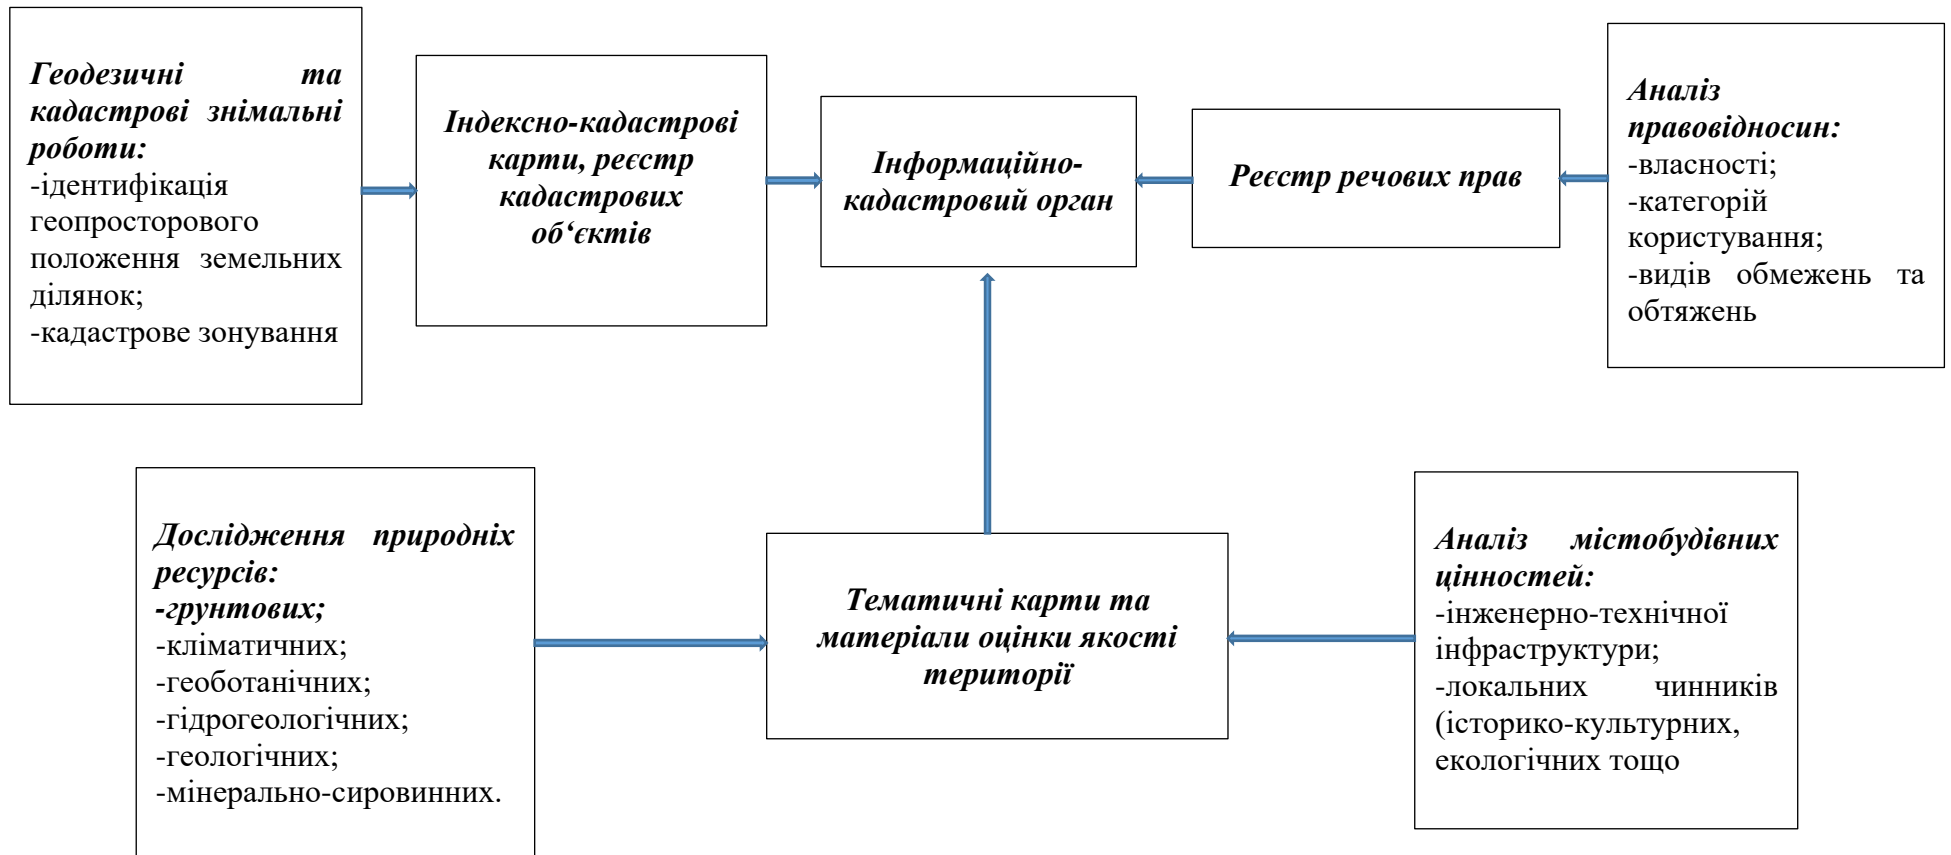 Геодезичні та
кадастрові знімальні
роботи:
-ідентифікація
геопросторового
положення земельних
ділянок;
-кадастрове зонування
Індексно-кадастрові
карти, реєстр
кадастрових
об‘єктів
Інформаційно-
кадастровий орган
Реєстр речових прав
Аналіз
правовідносин:
-власності;
-категорій
користування;
-видів обмежень та
обтяжень
Дослідження природніх
ресурсів:
-грунтових;
-кліматичних;
-геоботанічних;
-гідрогеологічних;
-геологічних;
-мінерально-сировинних.
Тематичні карти та
матеріали оцінки якості
території
Аналіз містобудівних
цінностей:
-інженерно-технічної
інфраструктури;
-локальних чинників
(історико-культурних,
екологічних тощо